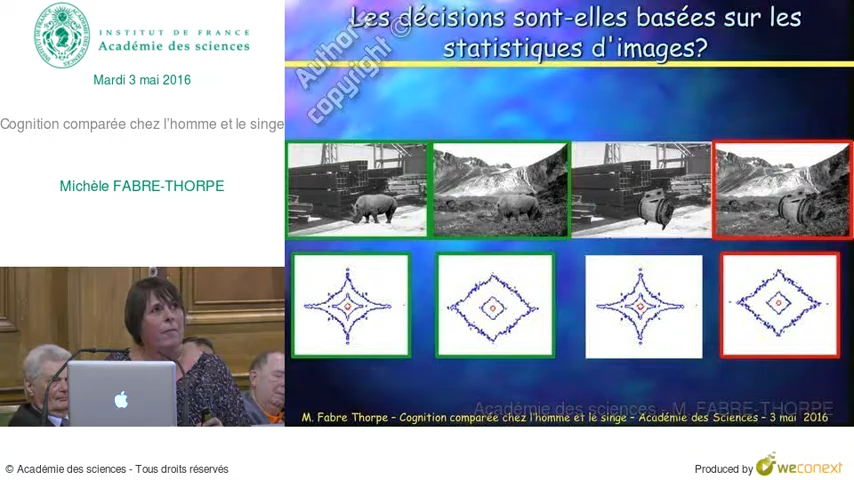 INSTITUT DE FRANCE
Académie des sciences
Mardi 3 mai 2016
Cognition comparée chez l'homme et le singe
Michèle FABRE-THORPE
Les décisions sont-elles basées sur les
statistiques d'images?
Author
copyright ©
Académie des sciences - M. FABRE-THORPE
M. Fabre Thorpe - Cognition comparée chez l'homme et le singe - Académie des Sciences - 3 mai 2016
© Académie des sciences - Tous droits réservés
Produced by weconext